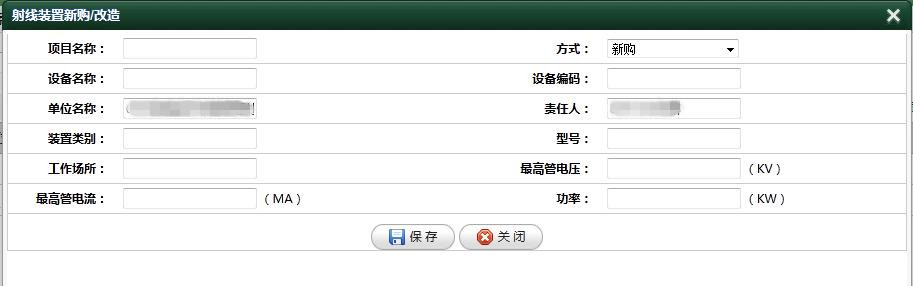 射线装置新购/改造
项目名称： 方式： 新购
设备名称： 设备编码：
单位名称： 责任人：
装置类别： 型号：
工作场所： 最高管电压： （KV）
最高管电流： （MA） 功率： （KW）
保存 关闭